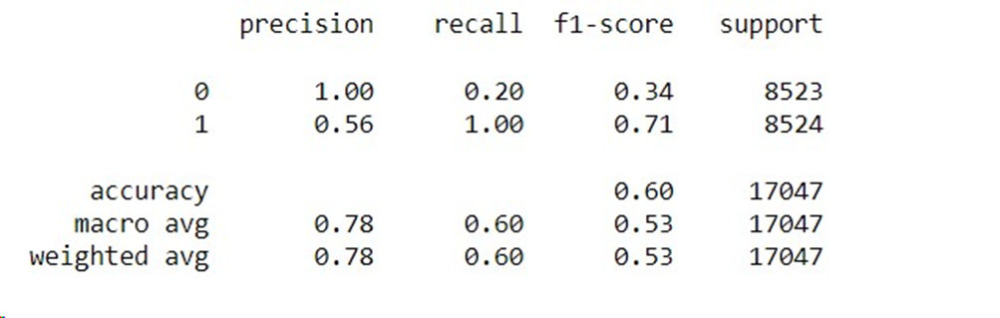 precision recall f1-score support
0 1.00 0.20 0.34 8523
1 0.56 1.00 0.71 8524
accuracy 0.60 17047
macro avg 0.78 0.60 0.53 17047
weighted avg 0.78 0.60 0.53 17047